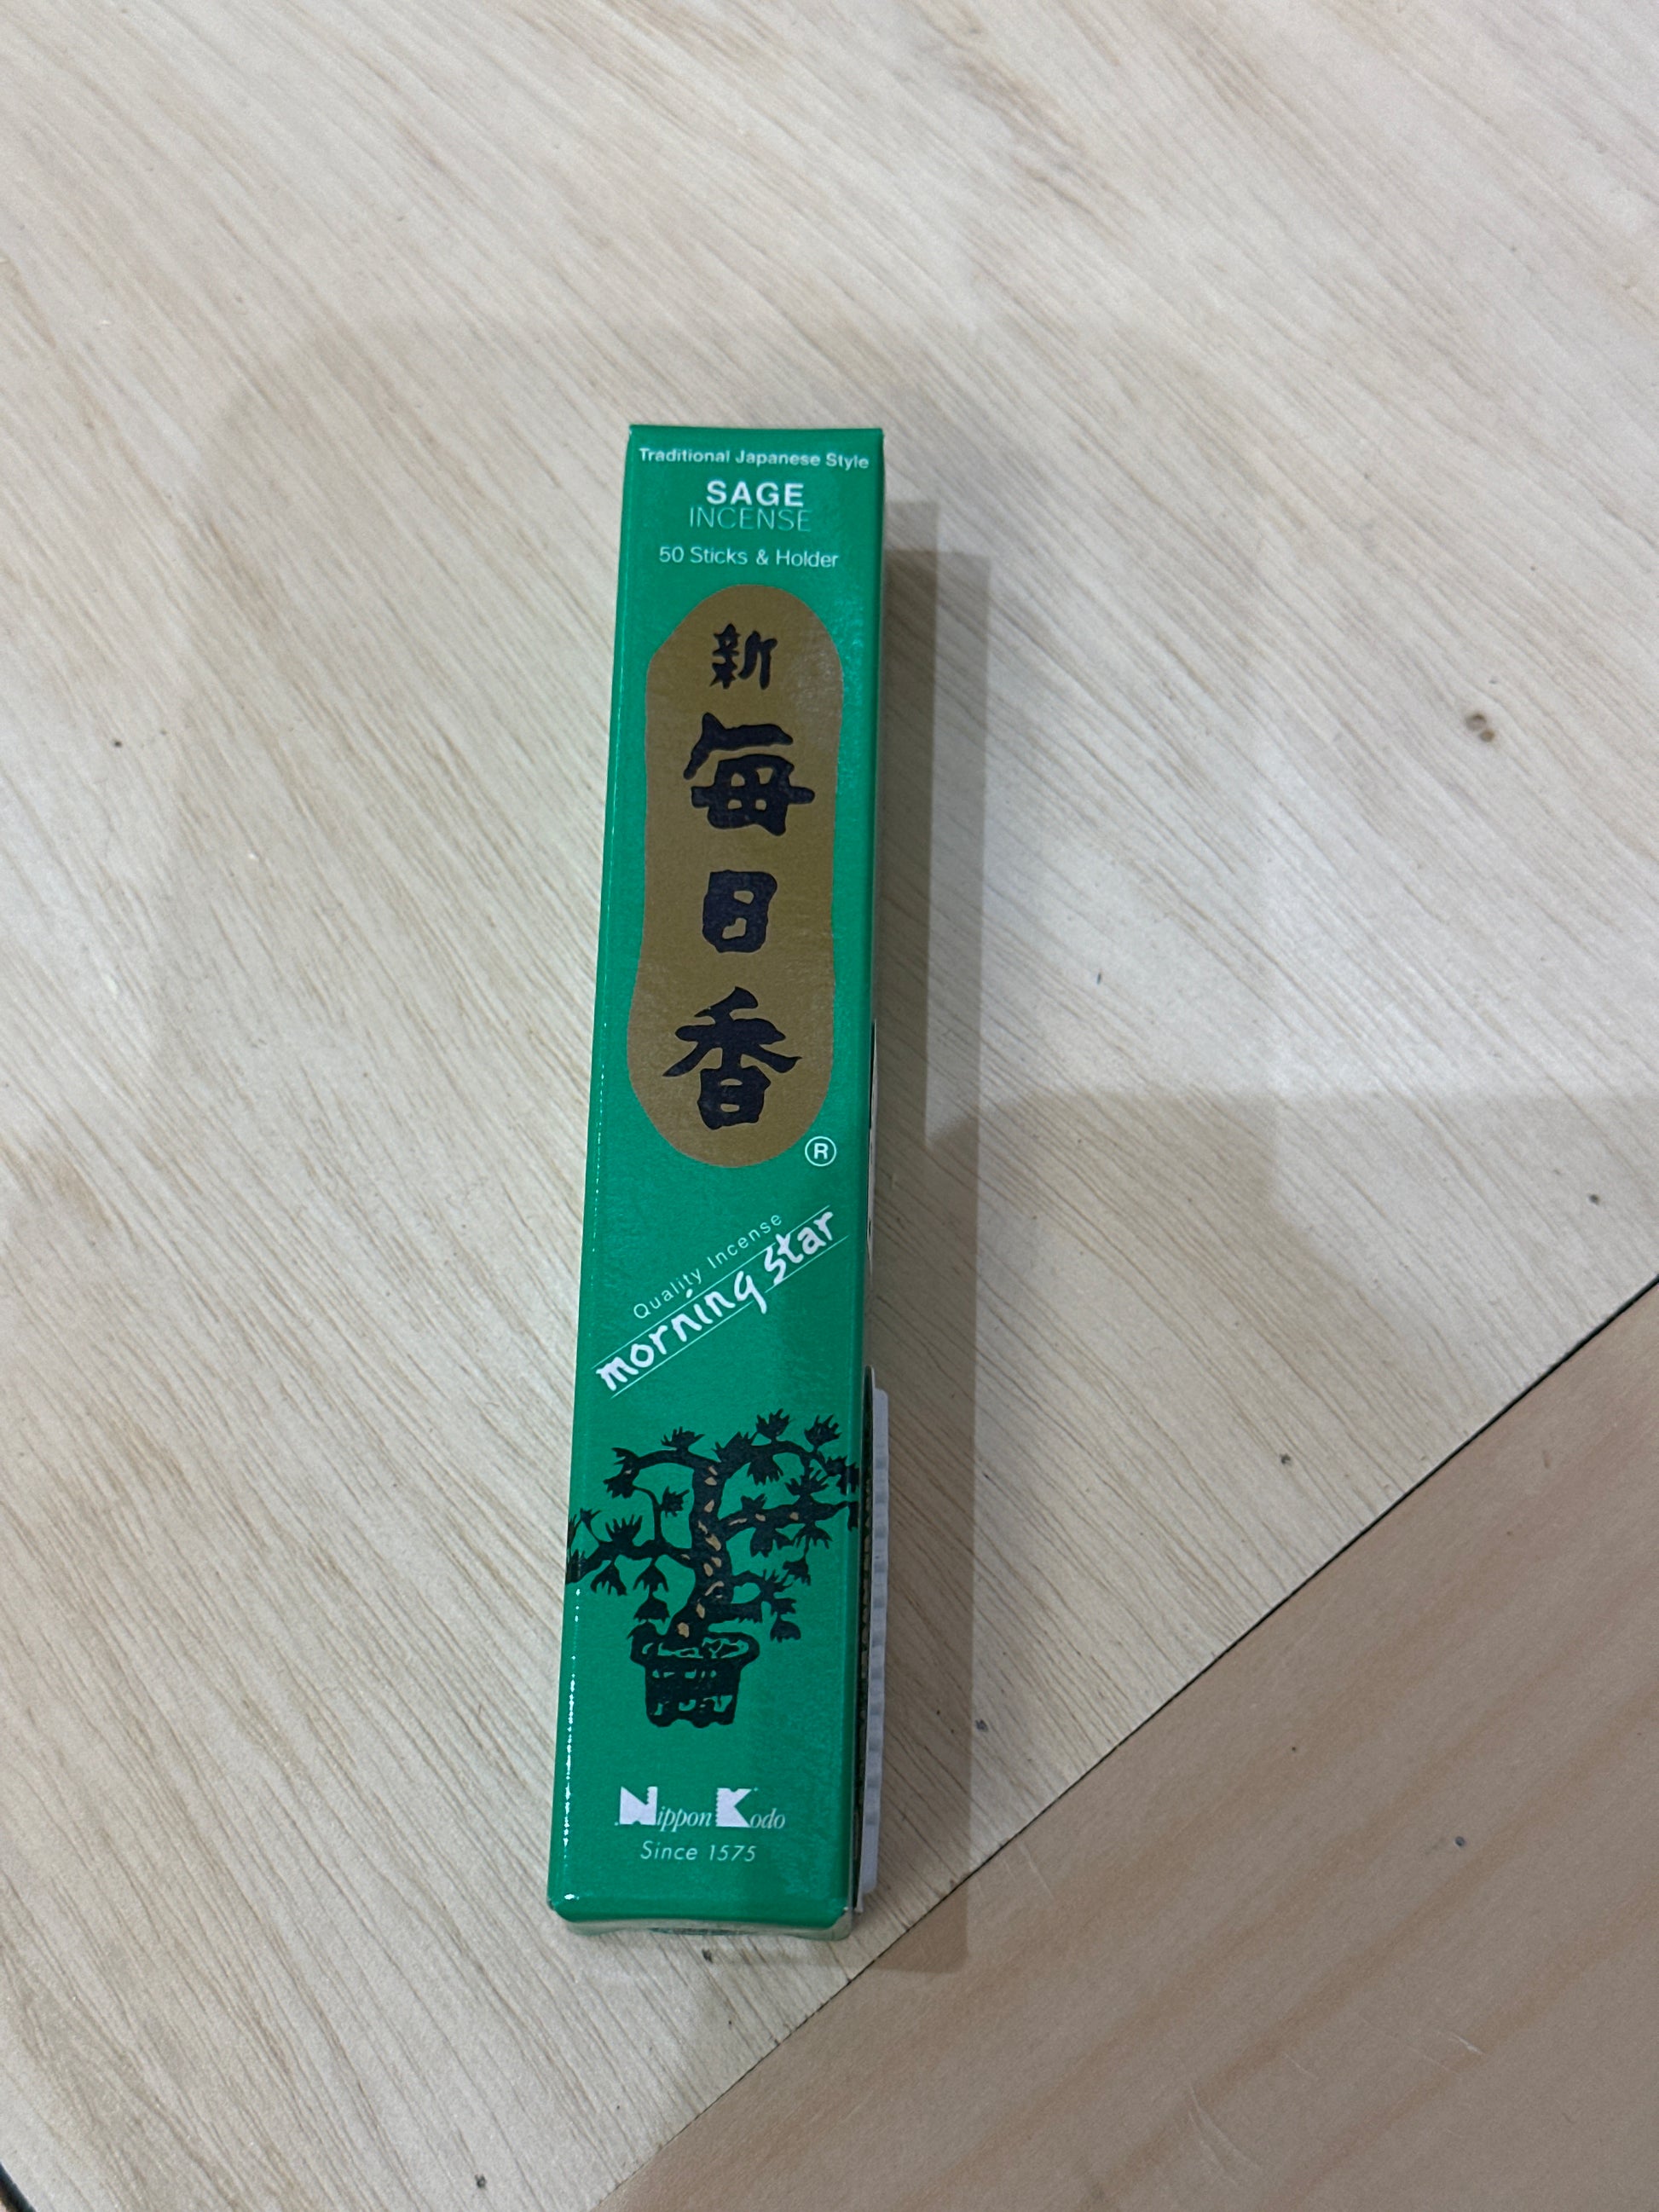 Traditional Japanese Style
SAGE
INCENSE
50 Sticks & Holder
新
毎
日
香
®
Quality Incense
morning star
Nippon Kodo
Since 1575